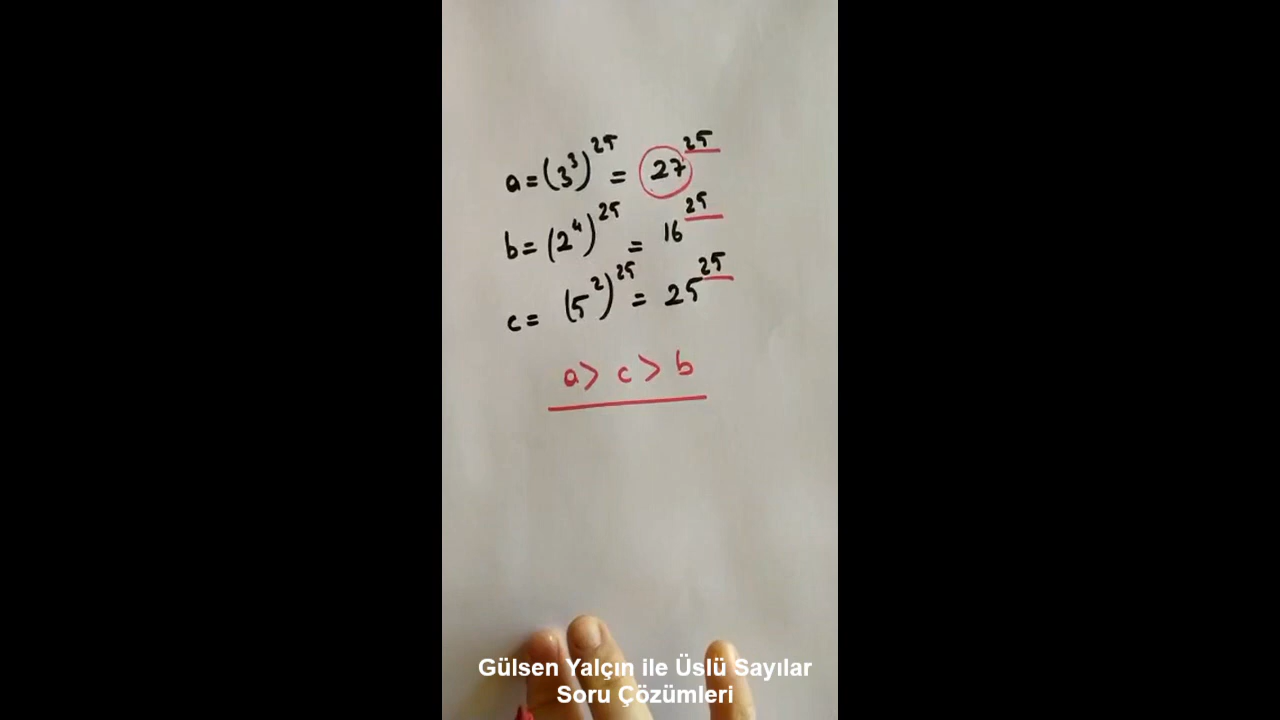 a=(3³)²⁵ = 27²⁵
b=(2⁴)²⁵ = 16²⁵
c= (5²)²⁵ = 25²⁵
a> c > b
Gülsen Yalçın ile Üslü Sayılar
Soru Çözümleri